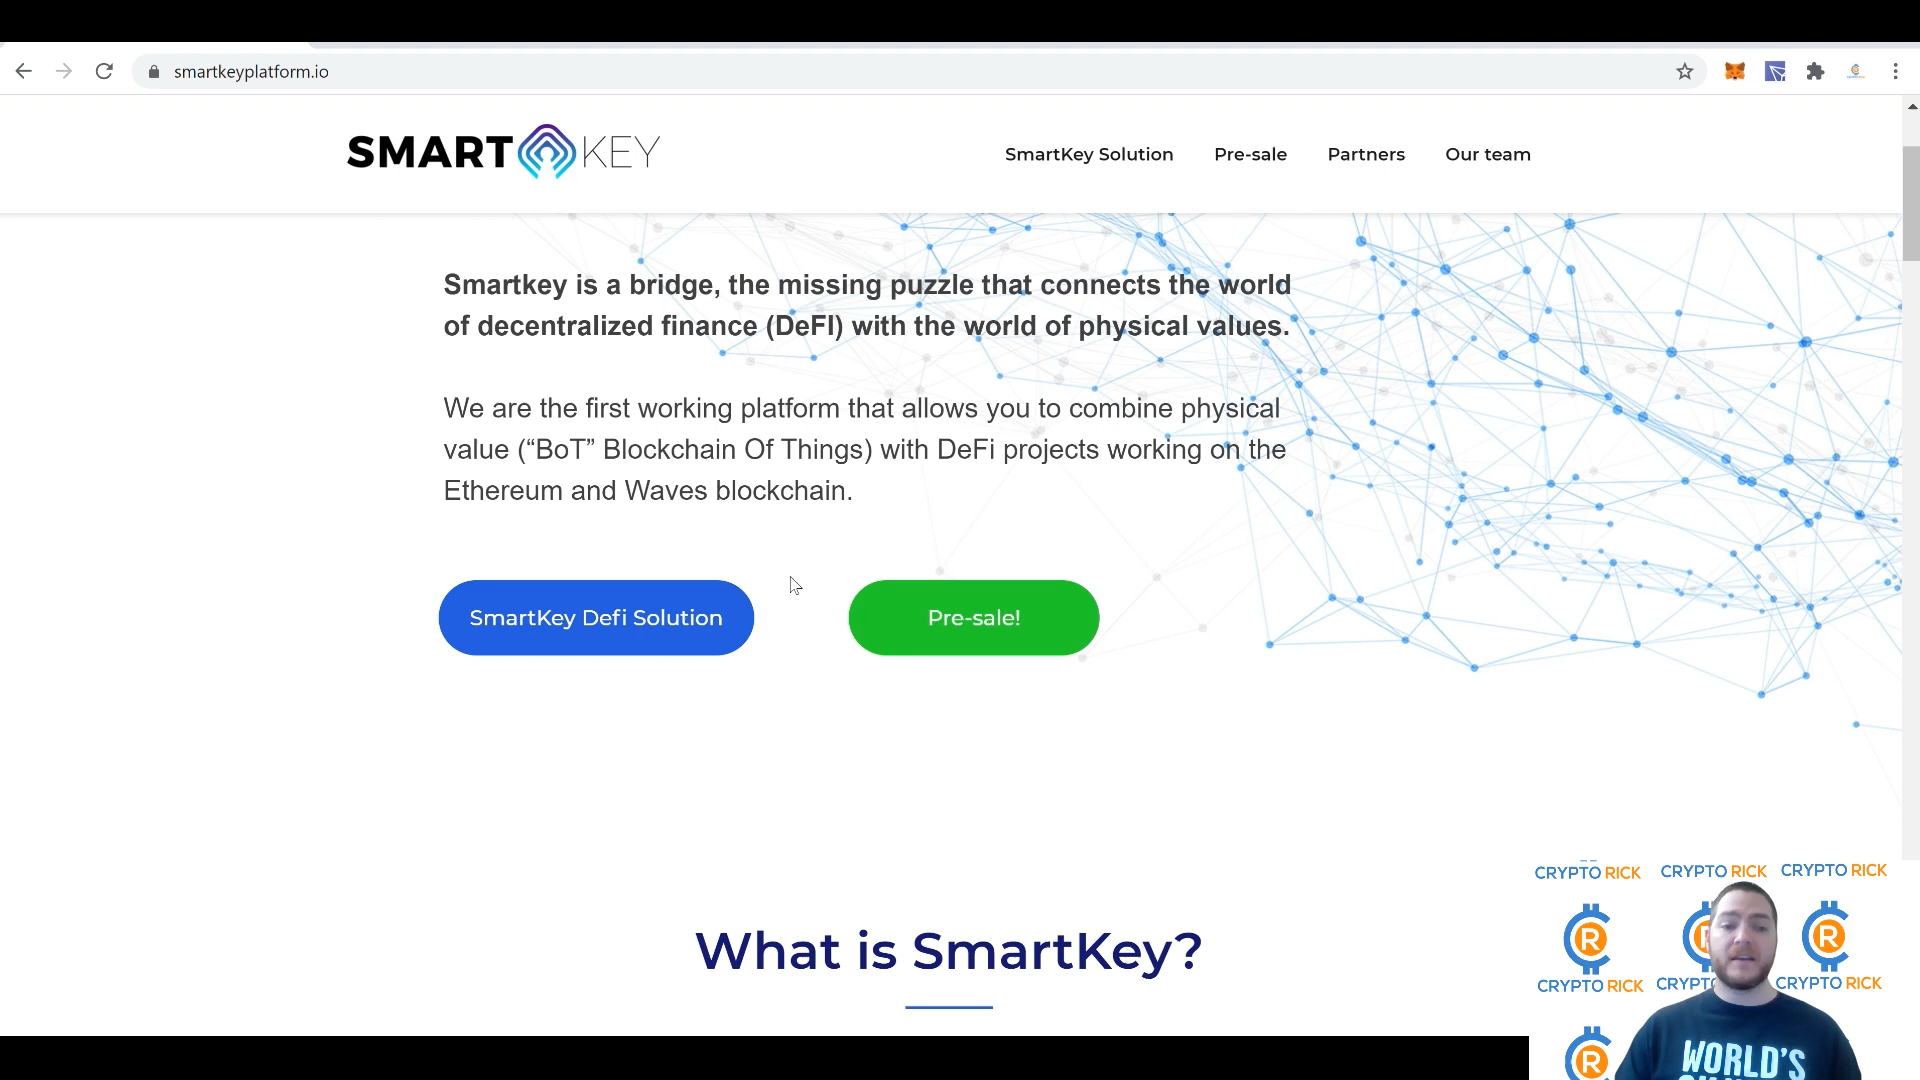 smartkeyplatform.io
SMART KEY
SmartKey Solution Pre-sale Partners Our team
Smartkey is a bridge, the missing puzzle that connects the world
of decentralized finance (DeFI) with the world of physical values.
We are the first working platform that allows you to combine physical
value (“BoT” Blockchain Of Things) with DeFi projects working on the
Ethereum and Waves blockchain.
SmartKey Defi Solution Pre-sale!
What is SmartKey?
CRYPTO RICK CRYPTO RICK CRYPTO RICK
R R
CRYPTO RICK CRYPTO RICK
R
WORLD'S